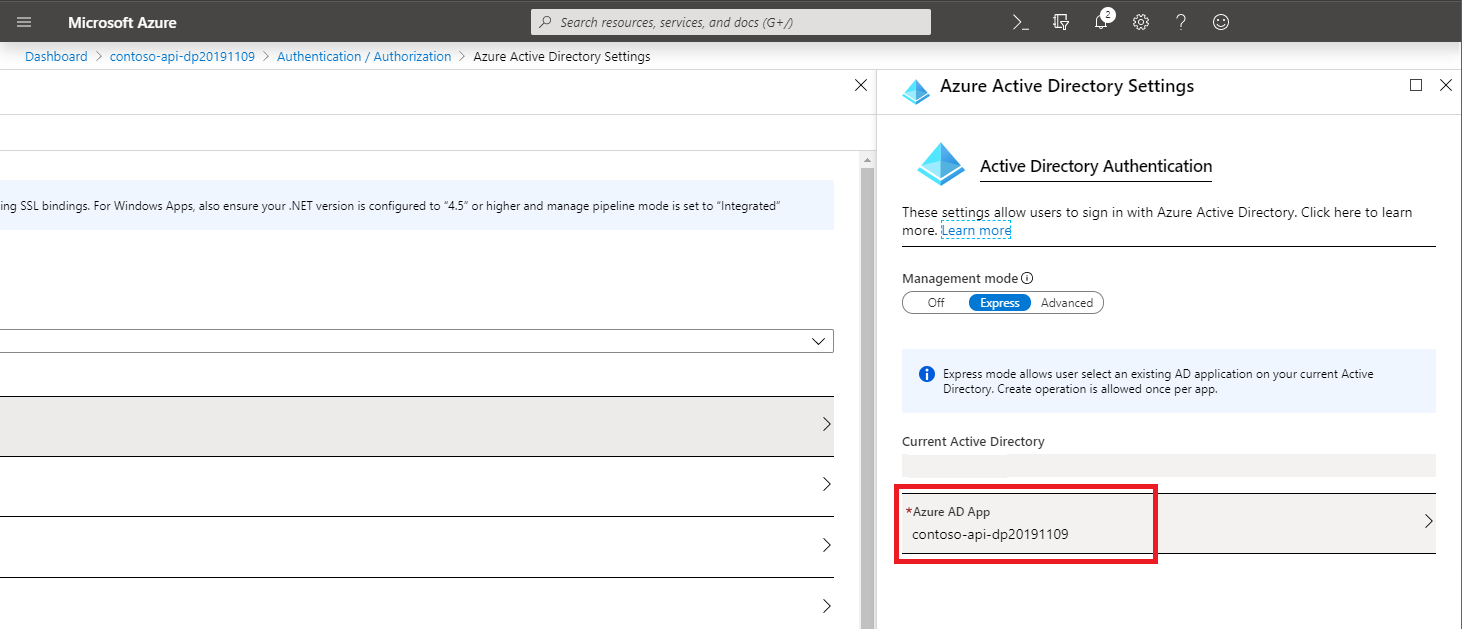 Microsoft Azure
Search resources, services, and docs (G+/)
2
Dashboard > contoso-api-dp20191109 > Authentication / Authorization > Azure Active Directory Settings
Azure Active Directory Settings
Active Directory Authentication
ing SSL bindings. For Windows Apps, also ensure your .NET version is configured to “4.5” or higher and manage pipeline mode is set to “Integrated”
These settings allow users to sign in with Azure Active Directory. Click here to learn
more. Learn more
Management mode
Off Express Advanced
Express mode allows user select an existing AD application on your current Active
Directory. Create operation is allowed once per app.
Current Active Directory
*Azure AD App
contoso-api-dp20191109